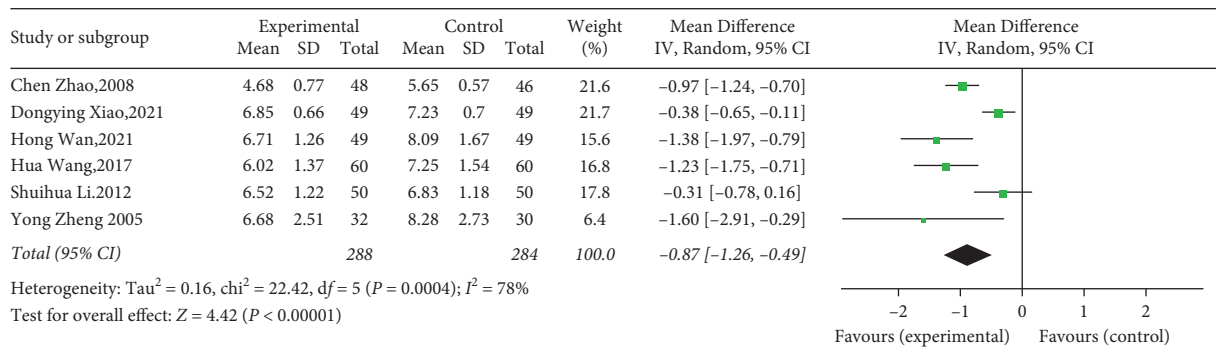 Study or subgroup Experimental Control Weight (%) Mean Difference IV, Random, 95% CI Mean Difference IV, Random, 95% CI
Mean SD Total Mean SD Total
Chen Zhao,2008 4.68 0.77 48 5.65 0.57 46 21.6 –0.97 [–1.24, –0.70]
Dongying Xiao,2021 6.85 0.66 49 7.23 0.7 49 21.7 –0.38 [–0.65, –0.11]
Hong Wan,2021 6.71 1.26 49 8.09 1.67 49 15.6 –1.38 [–1.97, –0.79]
Hua Wang,2017 6.02 1.37 60 7.25 1.54 60 16.8 –1.23 [–1.75, –0.71]
Shuihua Li.2012 6.52 1.22 50 6.83 1.18 50 17.8 –0.31 [–0.78, 0.16]
Yong Zheng 2005 6.68 2.51 32 8.28 2.73 30 6.4 –1.60 [–2.91, –0.29]
Total (95% CI) 288 284 100.0 –0.87 [–1.26, –0.49]
Heterogeneity: Tau² = 0.16, chi² = 22.42, df = 5 (P = 0.0004); I² = 78%
Test for overall effect: Z = 4.42 (P < 0.00001)
–2 –1 0 1 2
Favours (experimental) Favours (control)